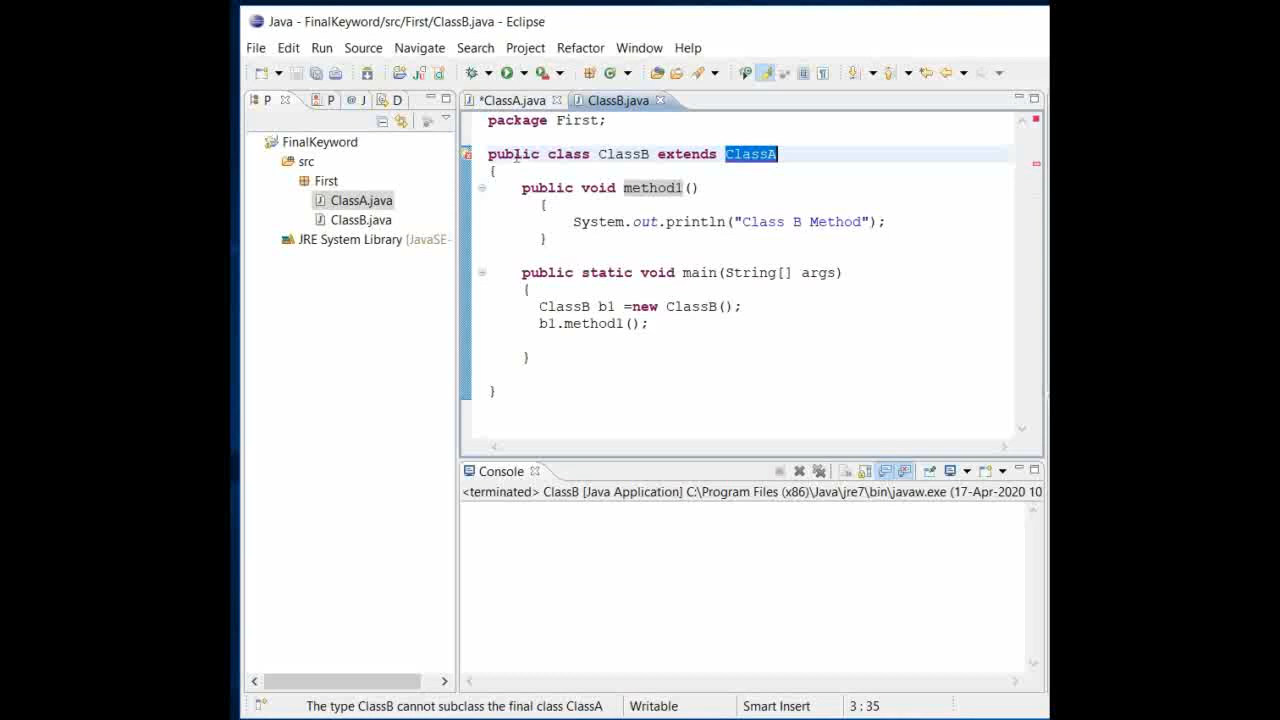 Java - FinalKeyword/src/First/ClassB.java - Eclipse
File Edit Run Source Navigate Search Project Refactor Window Help
P P J D
*ClassA.java ClassB.java
FinalKeyword
src
First
ClassA.java
ClassB.java
JRE System Library [JavaSE-
package First;
public class ClassB extends ClassA
{
public void method1()
{
System.out.println("Class B Method");
}
public static void main(String[] args)
{
ClassB b1 =new ClassB();
b1.method1();
}
}
Console
<terminated> ClassB [Java Application] C:\Program Files (x86)\Java\jre7\bin\javaw.exe (17-Apr-2020 10
The type ClassB cannot subclass the final class ClassA Writable Smart Insert 3 : 35